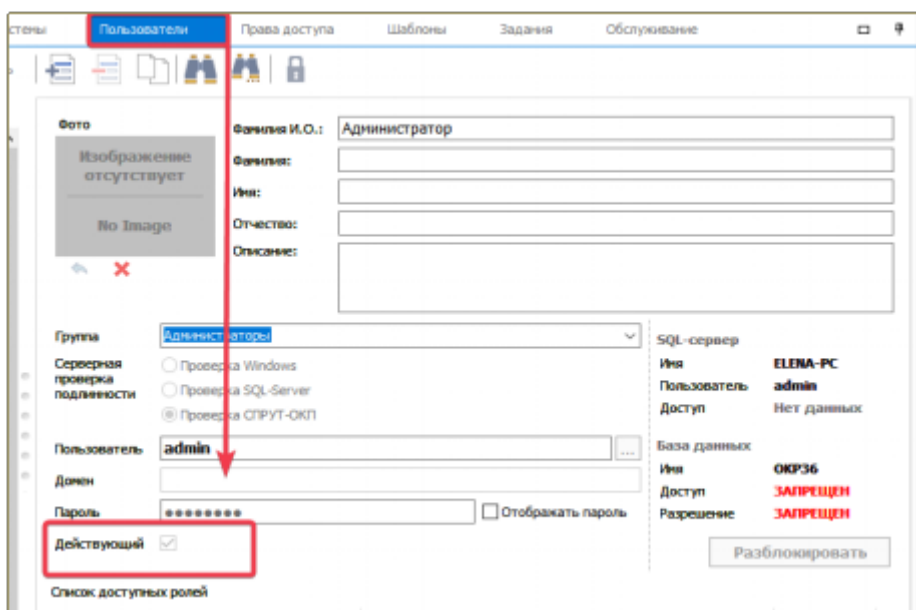 стемы Пользователи Права доступа Шаблоны Задания Обслуживание
Фото
Изображение
отсутствует
No Image
Фамилия И.О.: Администратор
Фамилия:
Имя:
Отчество:
Описание:
Группа Администраторы
Серверная
проверка
подлинности
Проверка Windows
Проверка SQL-Server
Проверка СПРУТ-ОКП
Пользователь admin ...
Домен
Пароль ●●●●●●●● Отображать пароль
Действующий
SQL-сервер
Имя ELENA-PC
Пользователь admin
Доступ Нет данных
База данных
Имя OKP36
Доступ ЗАПРЕЩЕН
Разрешение ЗАПРЕЩЕН
Разблокировать
Список доступных ролей